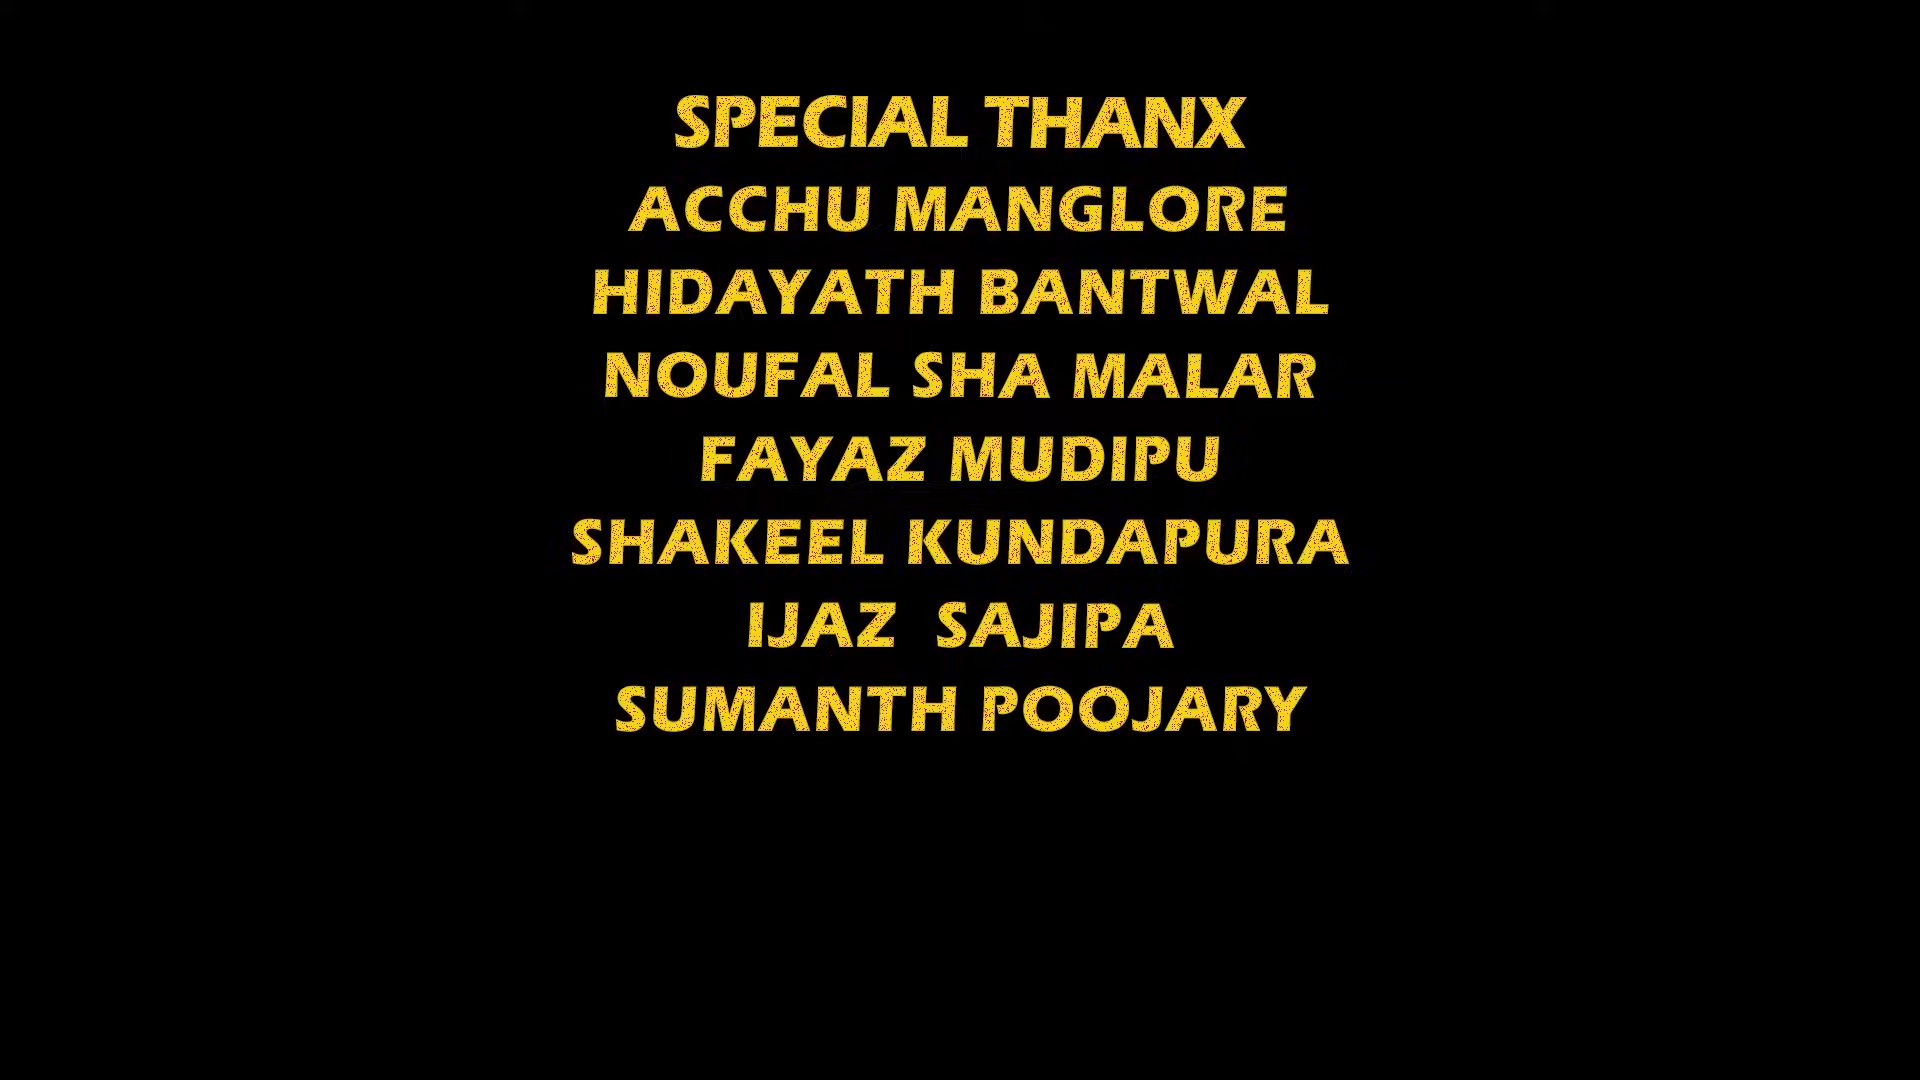 SPECIAL THANX
ACCHU MANGLORE
HIDAYATH BANTWAL
NOUFAL SHA MALAR
FAYAZ MUDIPU
SHAKEEL KUNDAPURA
IJAZ  SAJIPA
SUMANTH POOJARY